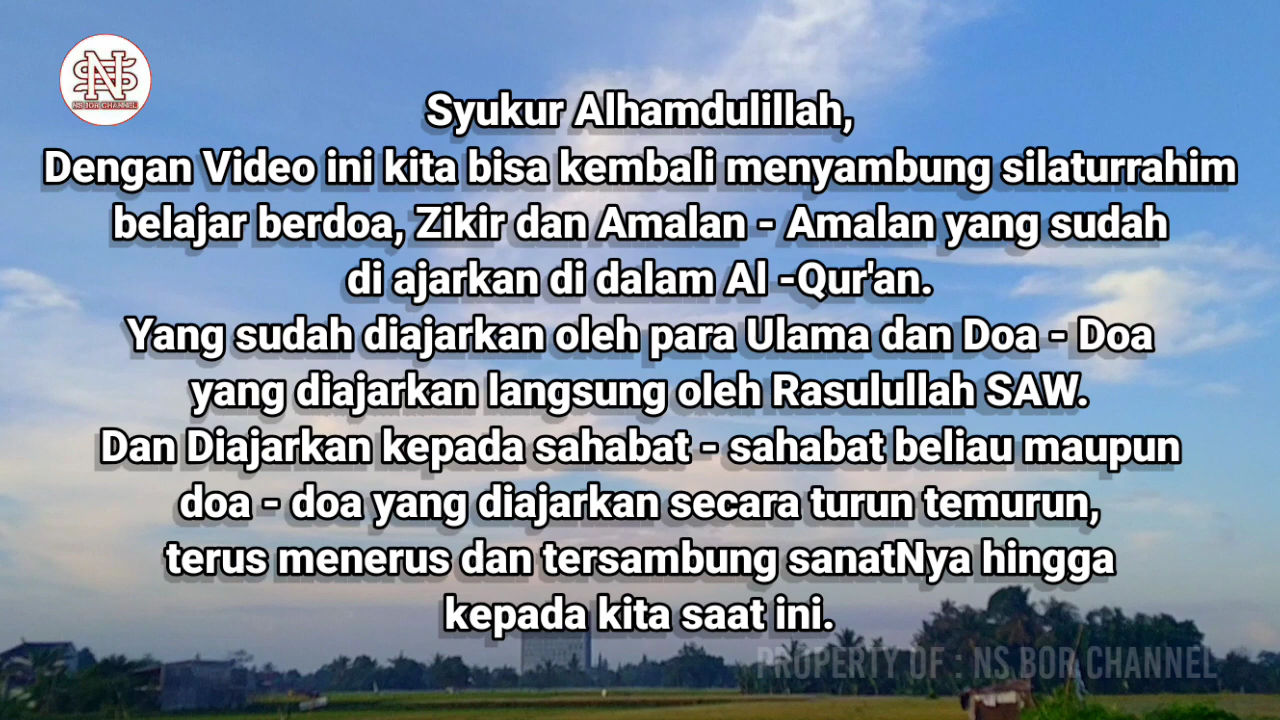 NS BOR CHANNEL
Syukur Alhamdulillah,
Dengan Video ini kita bisa kembali menyambung silaturrahim
belajar berdoa, Zikir dan Amalan - Amalan yang sudah
di ajarkan di dalam Al -Qur'an.
Yang sudah diajarkan oleh para Ulama dan Doa - Doa
yang diajarkan langsung oleh Rasulullah SAW.
Dan Diajarkan kepada sahabat - sahabat beliau maupun
doa - doa yang diajarkan secara turun temurun,
terus menerus dan tersambung sanatNya hingga
kepada kita saat ini.
PROPERTY OF : NS BOR CHANNEL